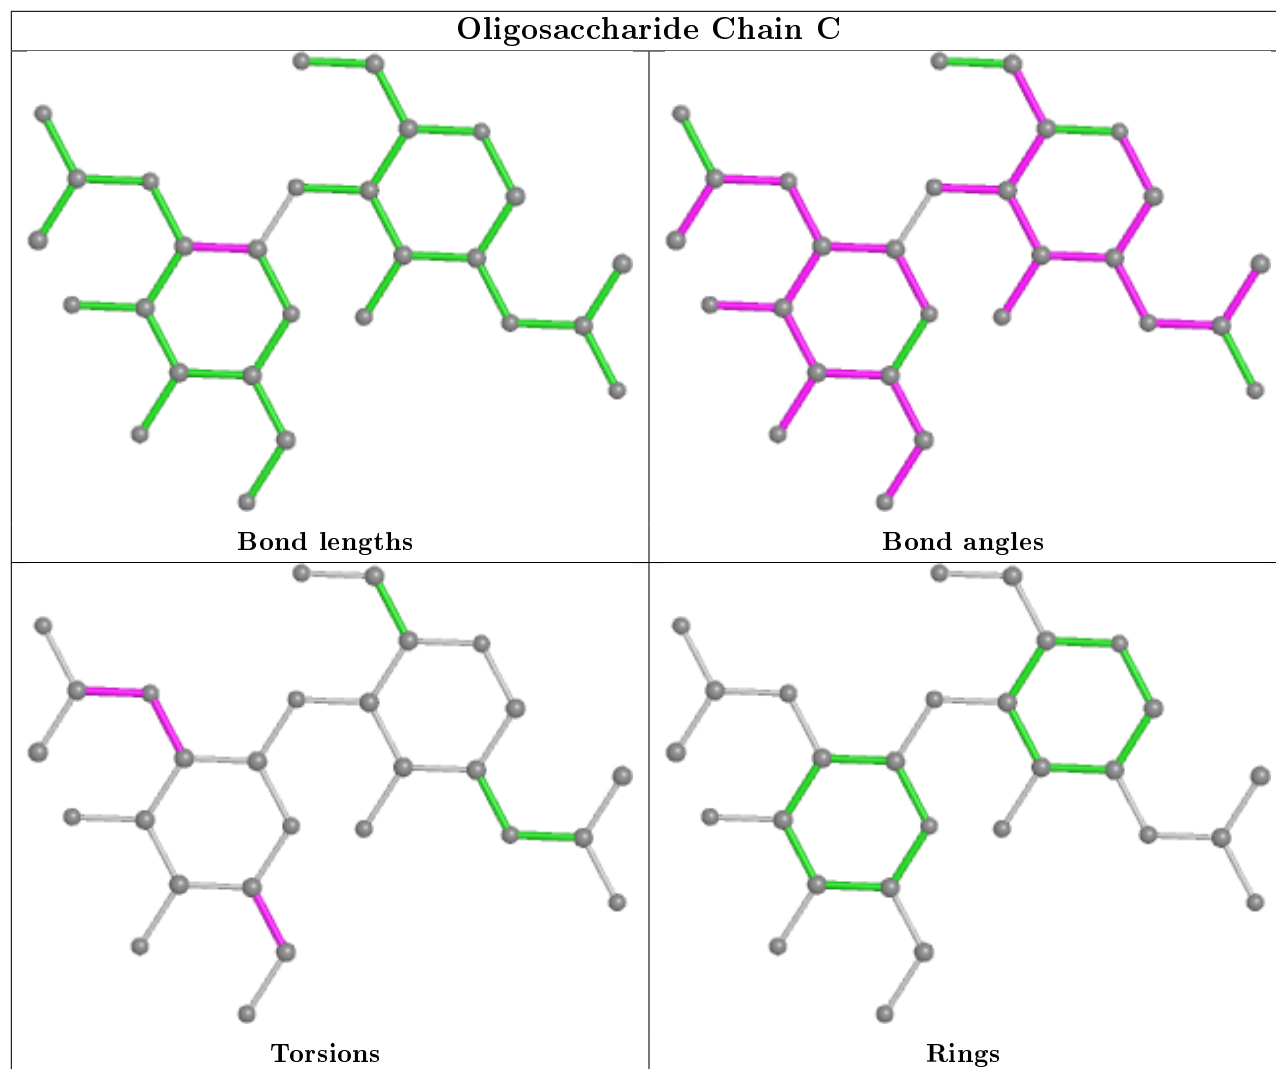 Oligosaccharide Chain C
Bond lengths
Bond angles
Torsions
Rings